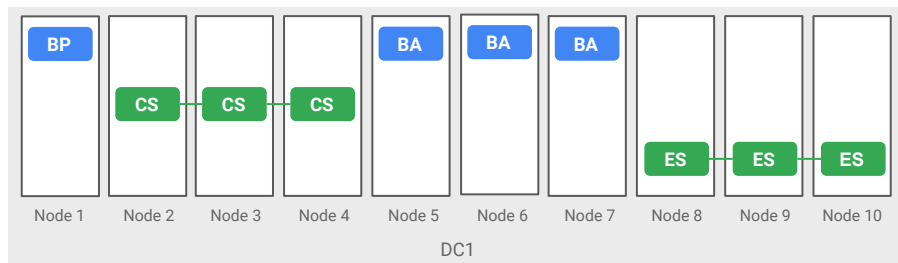 BP BA BA BA
CS CS CS
ES ES ES
Node 1 Node 2 Node 3 Node 4 Node 5 Node 6 Node 7 Node 8 Node 9 Node 10
DC1